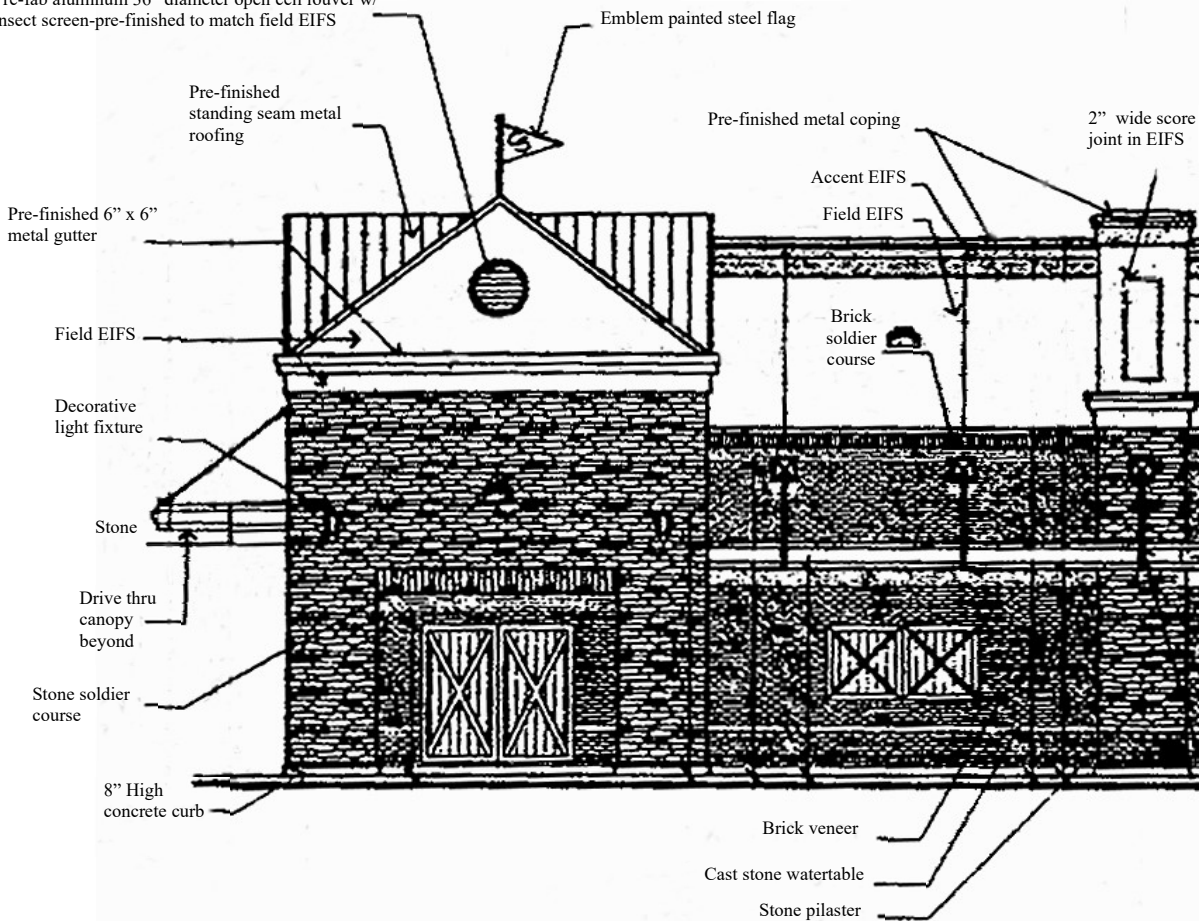 aluminum 36" diameter open cell louver w/
insect screen-pre-finished to match field EIFS
Emblem painted steel flag
Pre-finished
standing seam metal
roofing
S
Pre-finished metal coping
2” wide score
joint in EIFS
Accent EIFS
Field EIFS
Pre-finished 6” x 6”
metal gutter
Field EIFS
Brick
soldier
course
Decorative
light fixture
Stone
Drive thru
canopy
beyond
Stone soldier
course
8” High
concrete curb
Brick veneer
Cast stone watertable
Stone pilaster